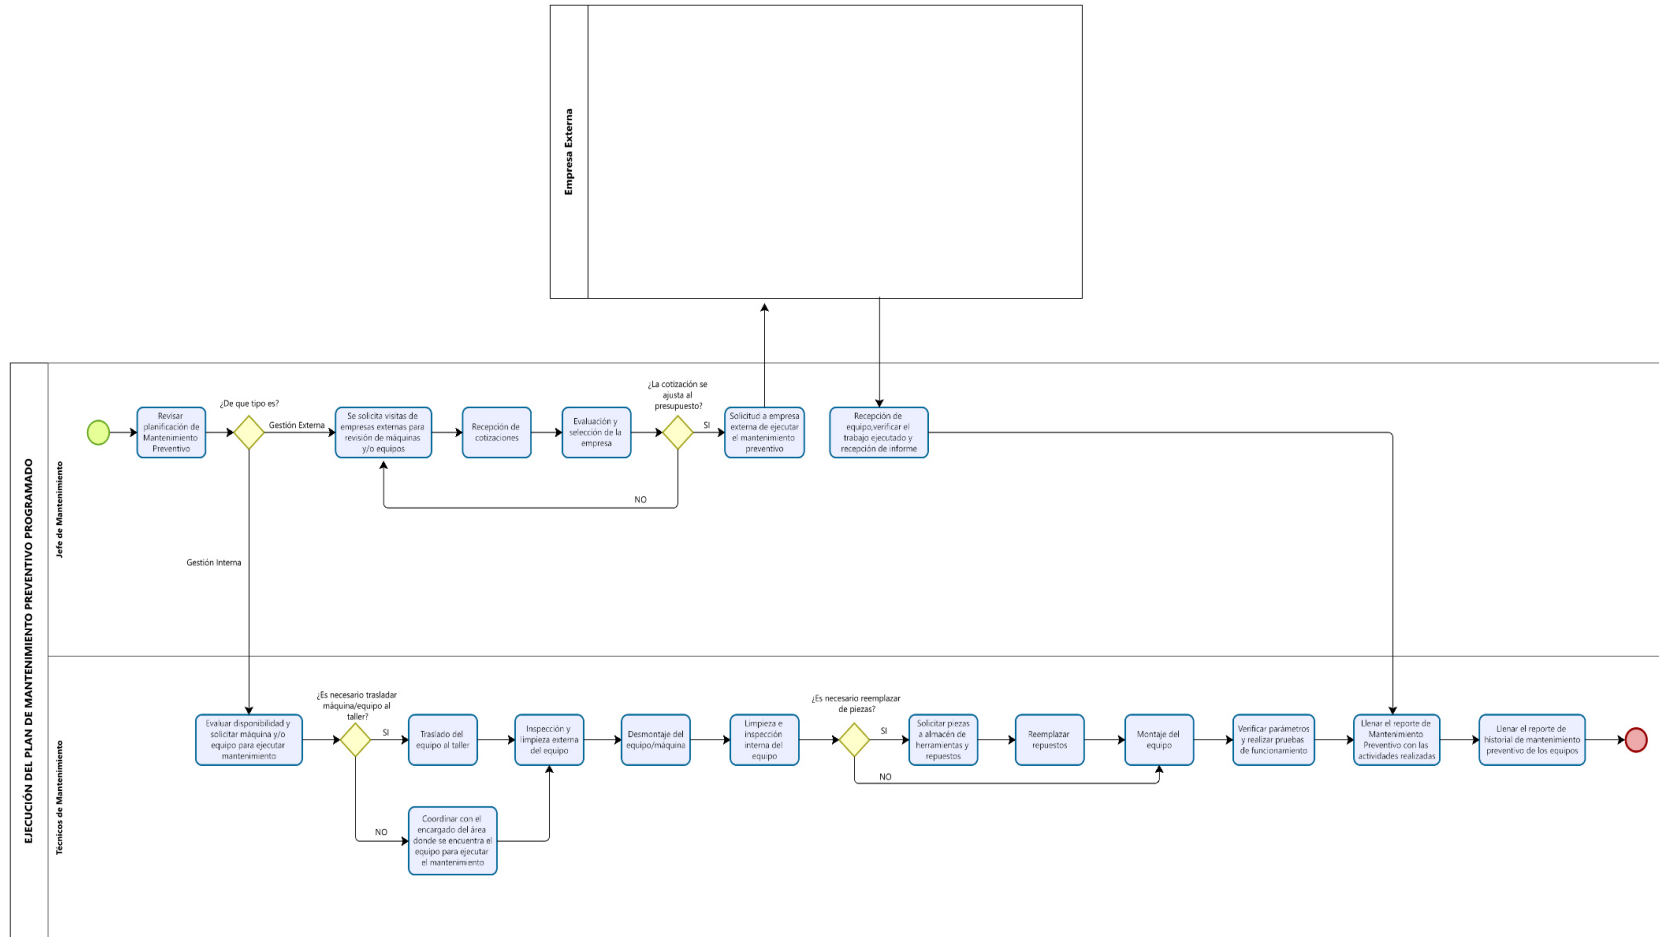 Empresa Externa
EJECUCIÓN DEL PLAN DE MANTENIMIENTO PREVENTIVO PROGRAMADO
Jefe de Mantenimiento
Revisar
planificación de
Mantenimiento
Preventivo
¿De que tipo es?
Gestión Externa
Se solicita visitas de
empresas externas para
revisión de máquinas
y/o equipos
Recepción de
cotizaciones
Evaluación y
selección de la
empresa
¿La cotización se
ajusta al
presupuesto?
SI
NO
Solicitud a empresa
externa de ejecutar
el mantenimiento
preventivo
Recepción de
equipo,verificar el
trabajo ejecutado y
recepción de informe
Gestión Interna
Técnicos de Mantenimiento
Evaluar disponibilidad y
solicitar máquina y/o
equipo para ejecutar
mantenimiento
¿Es necesario trasladar
máquina/equipo al
taller?
SI
Traslado del
equipo al taller
NO
Coordinar con el
encargado del área
donde se encuentra el
equipo para ejecutar
el mantenimiento
Inspección y
limpieza externa
del equipo
Desmontaje del
equipo/máquina
Limpieza e
inspección
interna del
equipo
¿Es necesario reemplazar
de piezas?
SI
NO
Solicitar piezas
a almacén de
herramientas y
repuestos
Reemplazar
repuestos
Montaje del
equipo
Verificar parámetros
y realizar pruebas
de funcionamiento
Llenar el reporte de
Mantenimiento
Preventivo con las
actividades realizadas
Llenar el reporte de
historial de mantenimiento
preventivo de los equipos